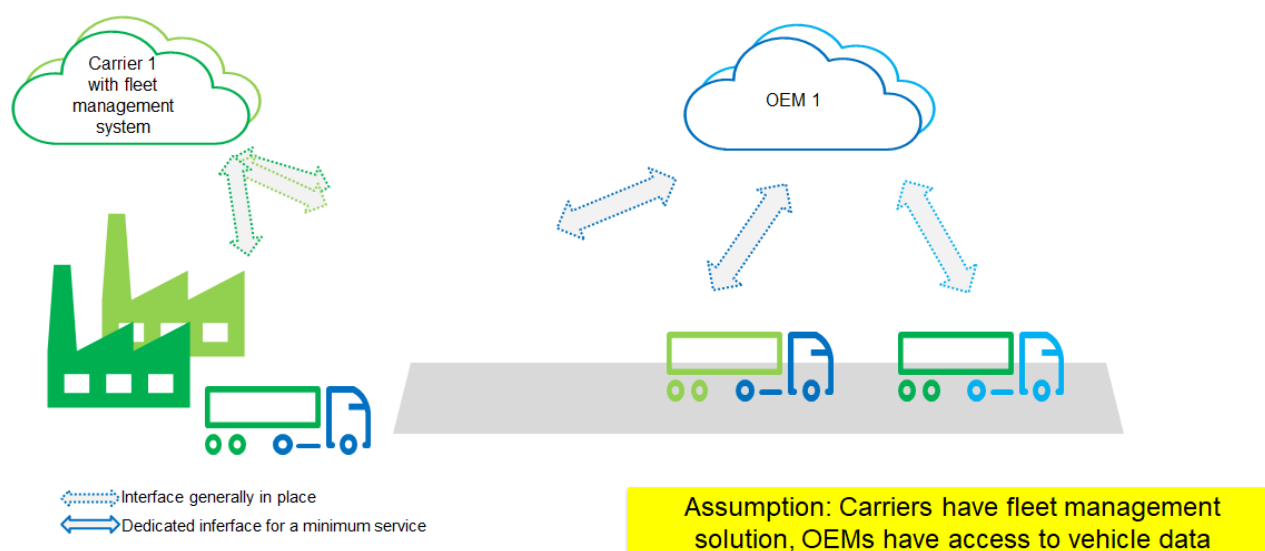 Carrier 1
with fleet
management
system
OEM 1
Interface generally in place
Dedicated inferface for a minimum service
Assumption: Carriers have fleet management
solution, OEMs have access to vehicle data